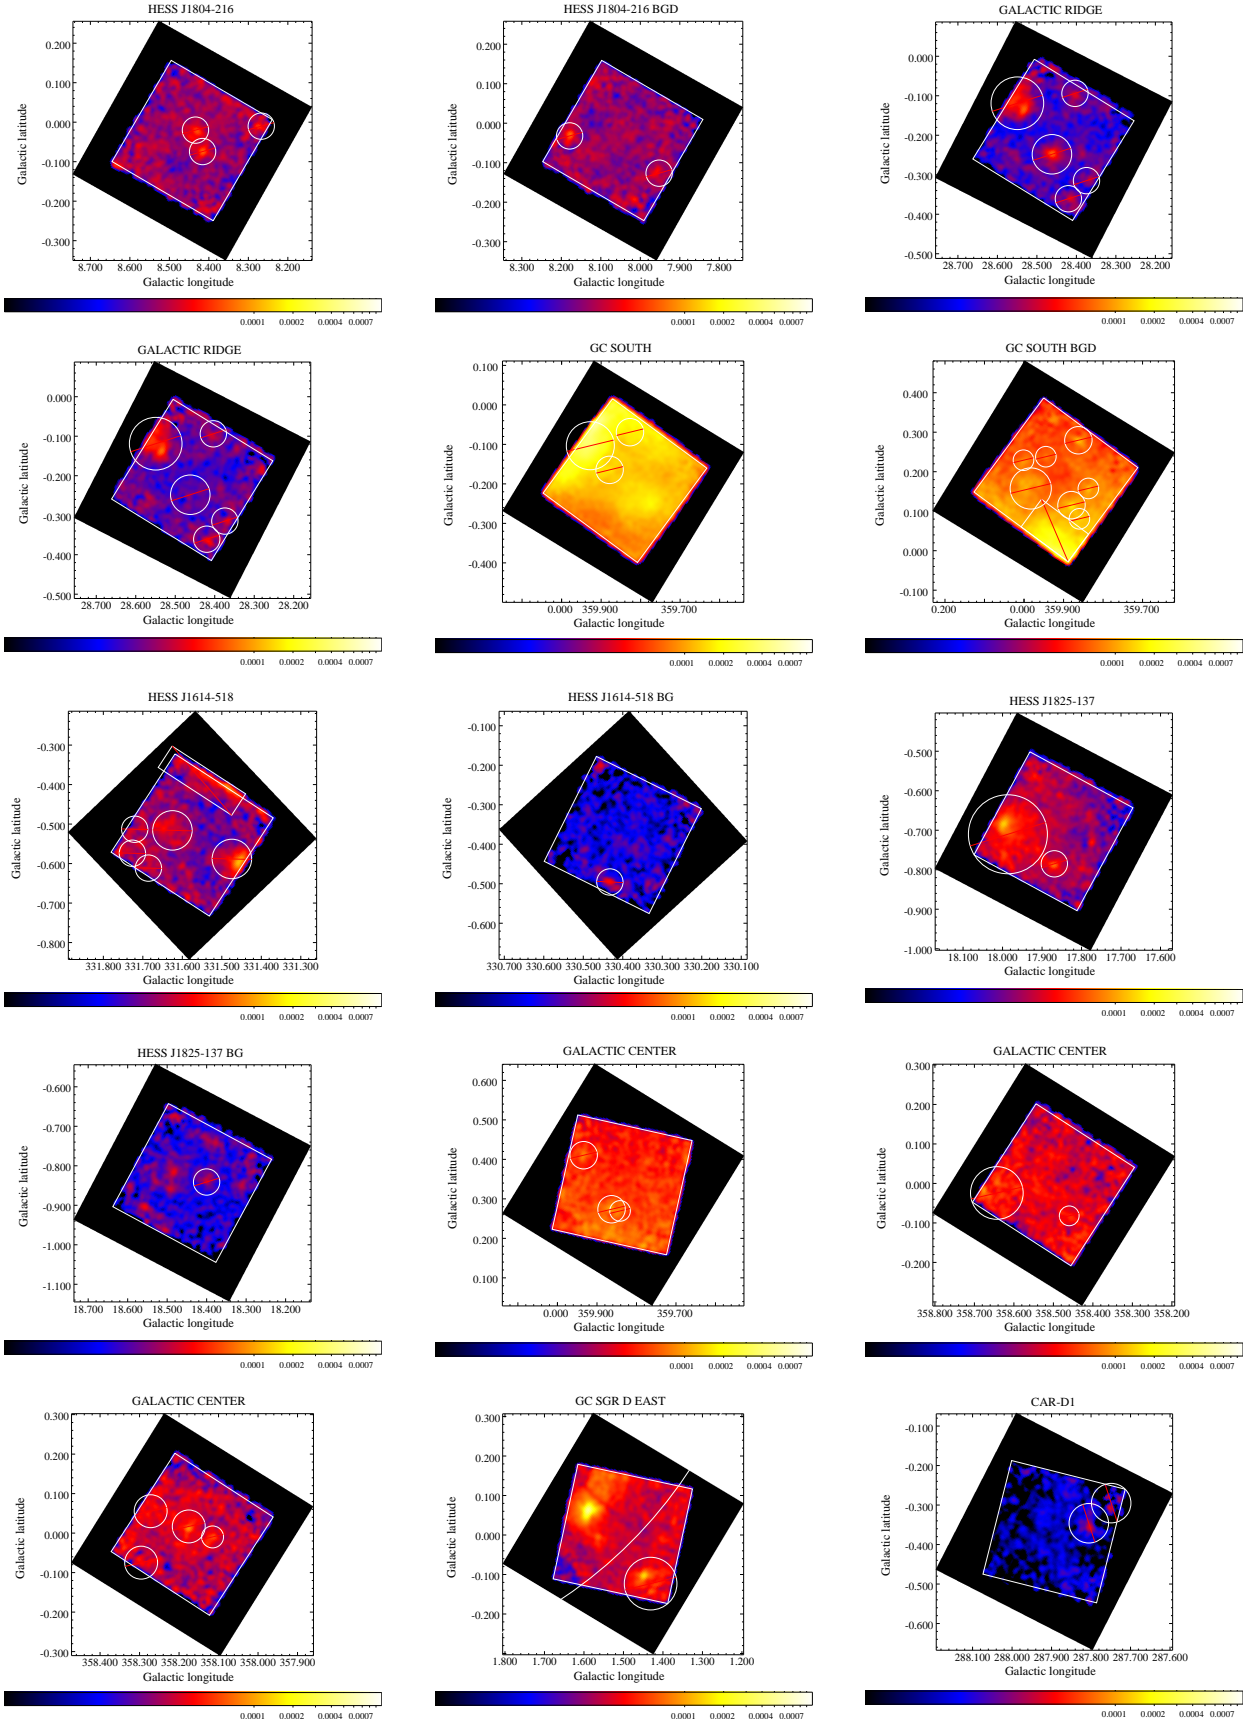 HESS J1804-216
0.200
0.100
0.000
-0.100
-0.200
-0.300
Galactic latitude
8.700 8.600 8.500 8.400 8.300 8.200
Galactic longitude
0.0001 0.0002 0.0004 0.0007
HESS J1804-216 BGD
0.200
0.100
0.000
-0.100
-0.200
-0.300
Galactic latitude
8.300 8.200 8.100 8.000 7.900 7.800
Galactic longitude
0.0001 0.0002 0.0004 0.0007
GALACTIC RIDGE
0.000
-0.100
-0.200
-0.300
-0.400
-0.500
Galactic latitude
28.700 28.600 28.500 28.400 28.300 28.200
Galactic longitude
0.0001 0.0002 0.0004 0.0007
GALACTIC RIDGE
0.000
-0.100
-0.200
-0.300
-0.400
-0.500
Galactic latitude
28.700 28.600 28.500 28.400 28.300 28.200
Galactic longitude
0.0001 0.0002 0.0004 0.0007
GC SOUTH
0.100
0.000
-0.100
-0.200
-0.300
-0.400
Galactic latitude
0.000 359.900 359.700
Galactic longitude
0.0001 0.0002 0.0004 0.0007
GC SOUTH BGD
0.400
0.300
0.200
0.100
0.000
-0.100
Galactic latitude
0.200 0.000 359.900 359.700
Galactic longitude
0.0001 0.0002 0.0004 0.0007
HESS J1614-518
-0.300
-0.400
-0.500
-0.600
-0.700
-0.800
Galactic latitude
331.800 331.700 331.600 331.500 331.400 331.300
Galactic longitude
0.0001 0.0002 0.0004 0.0007
HESS J1614-518 BG
-0.100
-0.200
-0.300
-0.400
-0.500
-0.600
Galactic latitude
330.700 330.600 330.500 330.400 330.300 330.200 330.100
Galactic longitude
0.0001 0.0002 0.0004 0.0007
HESS J1825-137
-0.500
-0.600
-0.700
-0.800
-0.900
-1.000
Galactic latitude
18.100 18.000 17.900 17.800 17.700 17.600
Galactic longitude
0.0001 0.0002 0.0004 0.0007
HESS J1825-137 BG
-0.600
-0.700
-0.800
-0.900
-1.000
-1.100
Galactic latitude
18.700 18.600 18.500 18.400 18.300 18.200
Galactic longitude
0.0001 0.0002 0.0004 0.0007
GALACTIC CENTER
0.600
0.500
0.400
0.300
0.200
0.100
Galactic latitude
0.000 359.900 359.700
Galactic longitude
0.0001 0.0002 0.0004 0.0007
GALACTIC CENTER
0.300
0.200
0.100
0.000
-0.100
-0.200
Galactic latitude
358.800 358.700 358.600 358.500 358.400 358.300 358.200
Galactic longitude
0.0001 0.0002 0.0004 0.0007
GALACTIC CENTER
0.300
0.200
0.100
0.000
-0.100
-0.200
-0.300
Galactic latitude
358.400 358.300 358.200 358.100 358.000 357.900
Galactic longitude
0.0001 0.0002 0.0004 0.0007
GC SGR D EAST
0.300
0.200
0.100
0.000
-0.100
-0.200
Galactic latitude
1.800 1.700 1.600 1.500 1.400 1.300 1.200
Galactic longitude
0.0001 0.0002 0.0004 0.0007
CAR-D1
-0.100
-0.200
-0.300
-0.400
-0.500
-0.600
Galactic latitude
288.100 288.000 287.900 287.800 287.700 287.600
Galactic longitude
0.0001 0.0002 0.0004 0.0007